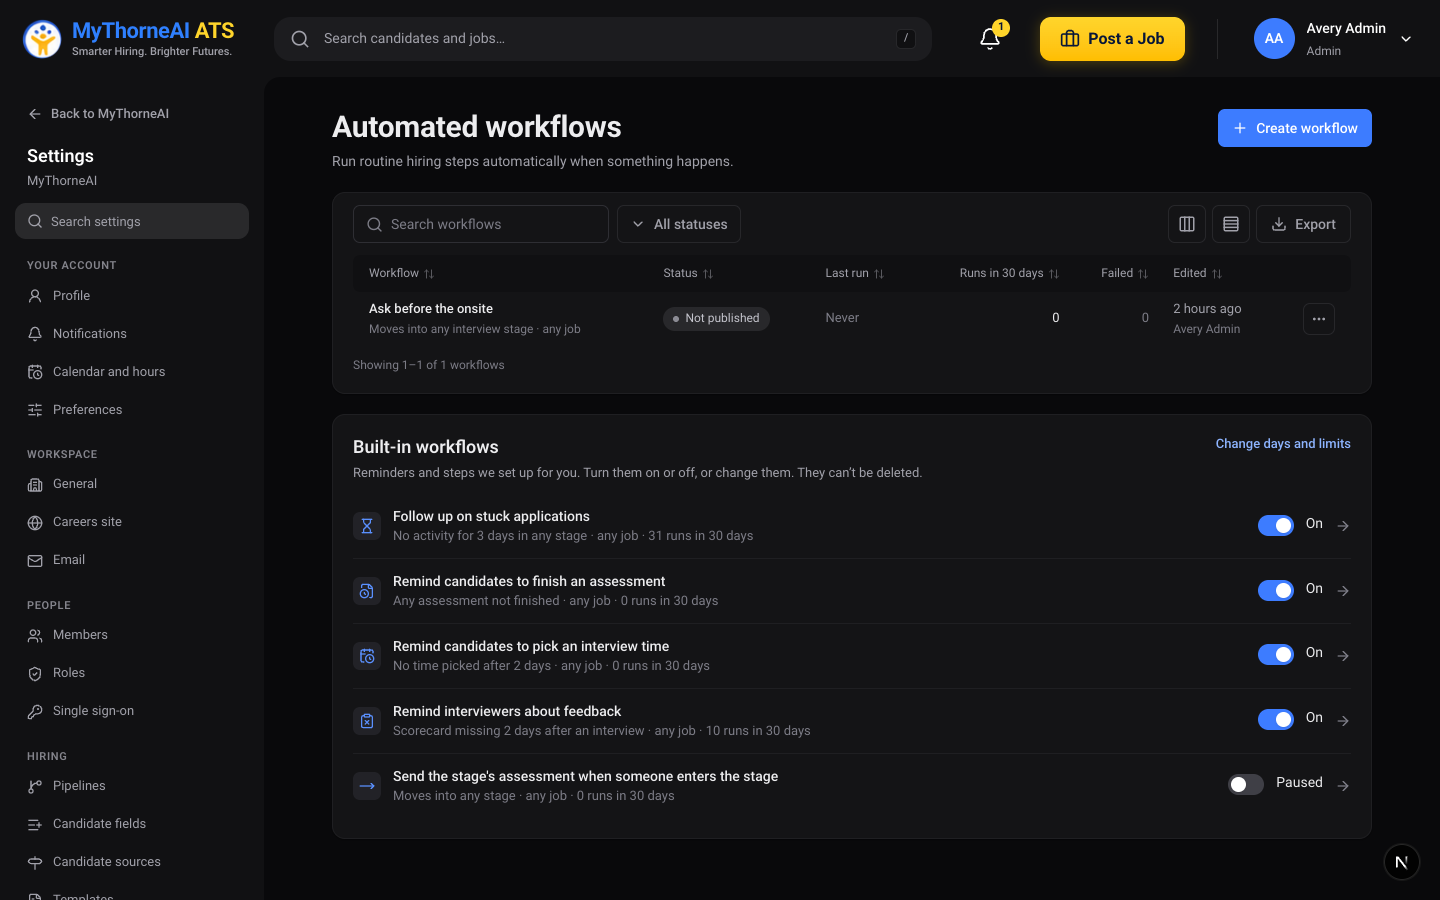 MyThorneAI ATS
Smarter Hiring. Brighter Futures.
Search candidates and jobs...
/
1
Post a Job
AA
Avery Admin
Admin
Back to MyThorneAI
Settings
MyThorneAI
Search settings
YOUR ACCOUNT
Profile
Notifications
Calendar and hours
Preferences
WORKSPACE
General
Careers site
Email
PEOPLE
Members
Roles
Single sign-on
HIRING
Pipelines
Candidate fields
Candidate sources
Templates
Automated workflows
Run routine hiring steps automatically when something happens.
Create workflow
Search workflows
All statuses
Export
Workflow
Status
Last run
Runs in 30 days
Failed
Edited
Ask before the onsite
Moves into any interview stage · any job
Not published
Never
0
0
2 hours ago
Avery Admin
Showing 1–1 of 1 workflows
Built-in workflows
Change days and limits
Reminders and steps we set up for you. Turn them on or off, or change them. They can't be deleted.
Follow up on stuck applications
No activity for 3 days in any stage · any job · 31 runs in 30 days
On
Remind candidates to finish an assessment
Any assessment not finished · any job · 0 runs in 30 days
On
Remind candidates to pick an interview time
No time picked after 2 days · any job · 0 runs in 30 days
On
Remind interviewers about feedback
Scorecard missing 2 days after an interview · any job · 10 runs in 30 days
On
Send the stage's assessment when someone enters the stage
Moves into any stage · any job · 0 runs in 30 days
Paused
N